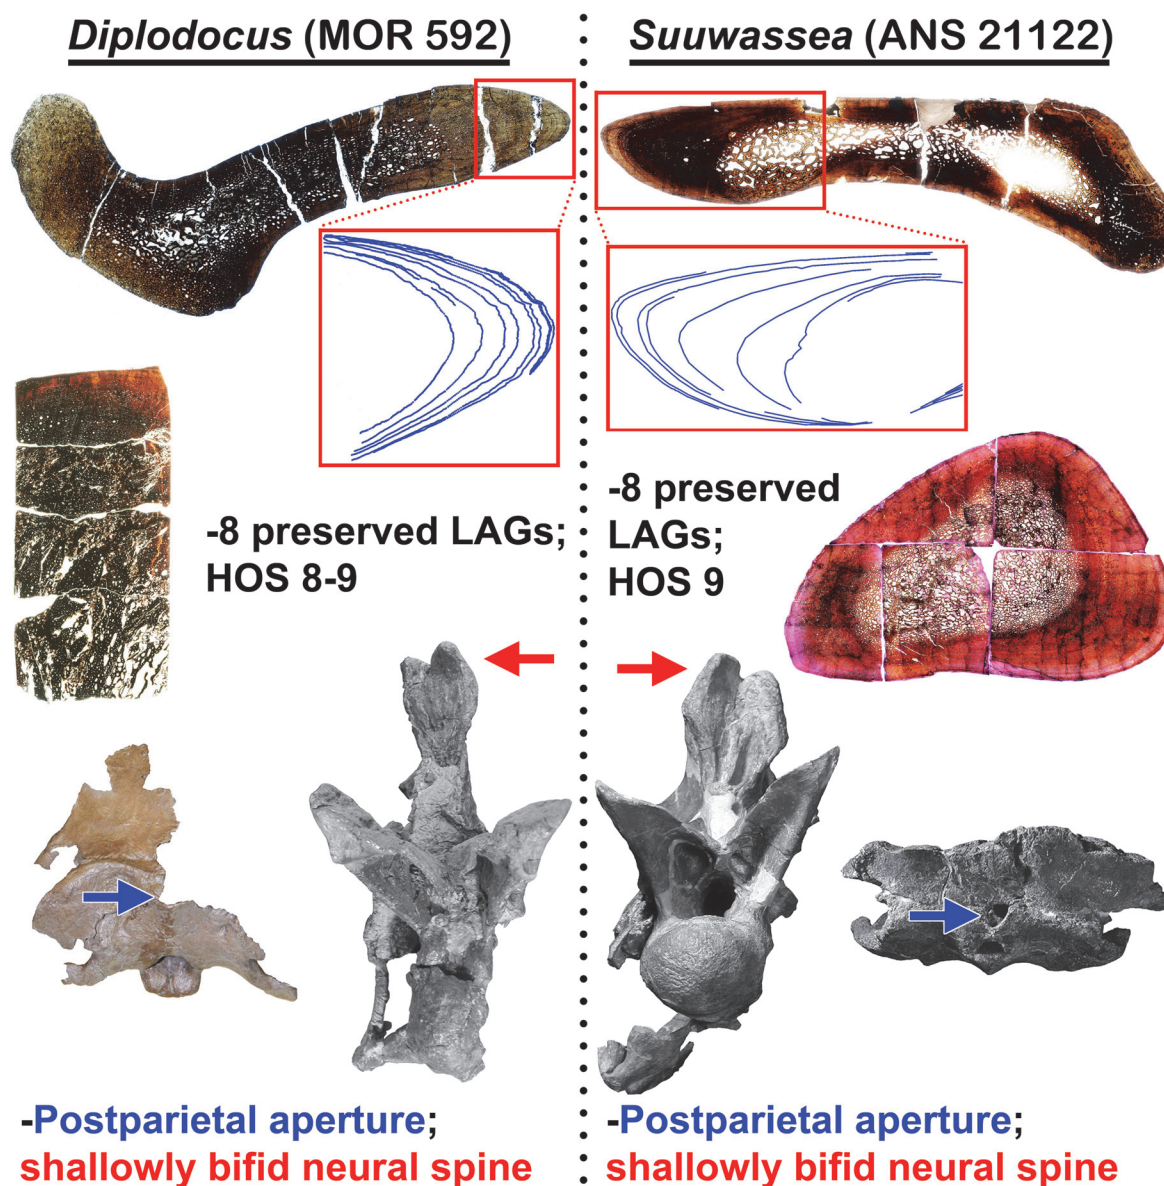 Diplodocus (MOR 592)
Suuwassea (ANS 21122)
-8 preserved LAGs;
HOS 8-9
-8 preserved
LAGs;
HOS 9
-Postparietal aperture;
shallowly bifid neural spine
-Postparietal aperture;
shallowly bifid neural spine